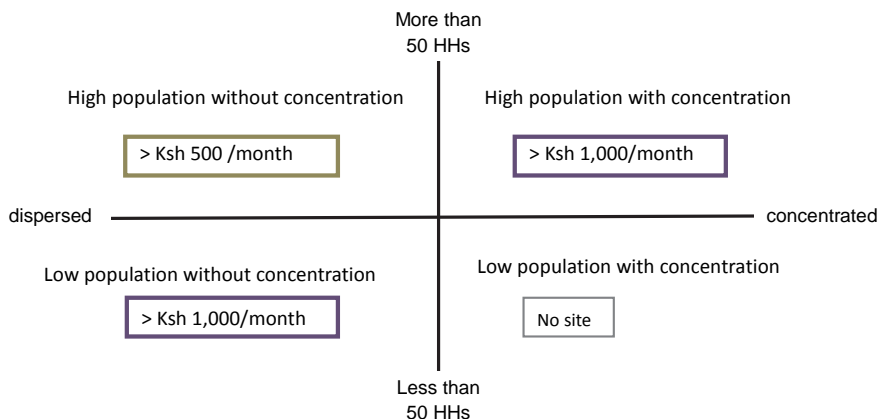 More than
50 HHs
High population without concentration
High population with concentration
> Ksh 500 /month
> Ksh 1,000/month
dispersed
concentrated
Low population without concentration
Low population with concentration
> Ksh 1,000/month
No site
Less than
50 HHs